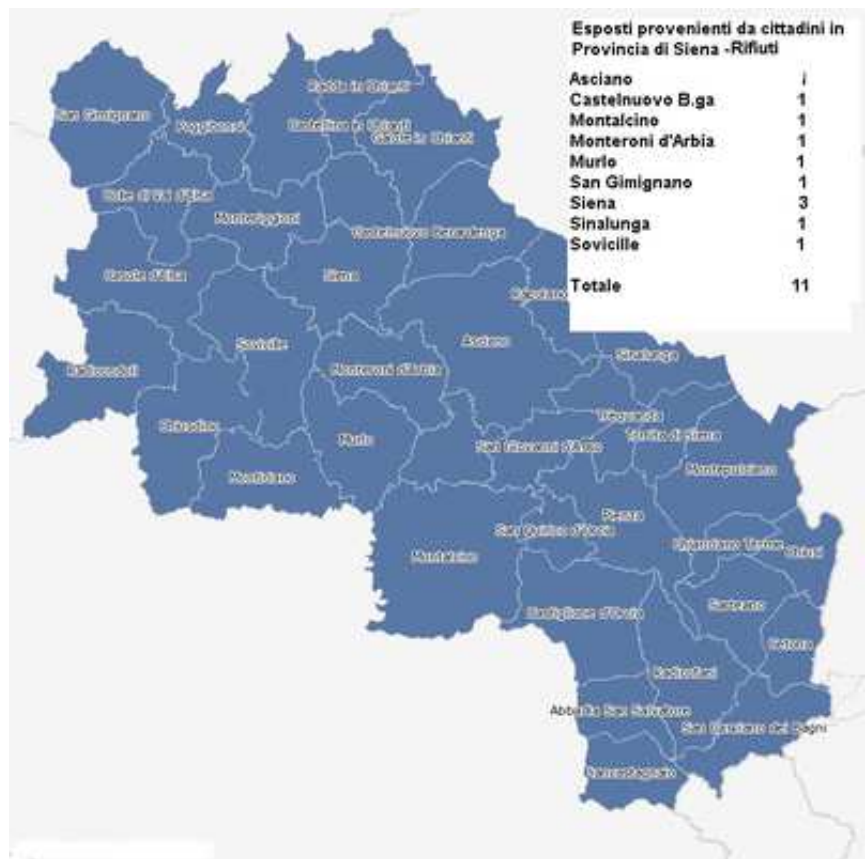 Esposti provenienti da cittadini in
Provincia di Siena -Rifiuti
Asciano
Castelnuovo B.ga 1
Montalcino 1
Monteroni d'Arbia 1
Murlo 1
San Gimignano 1
Siena 3
Sinalunga 1
Sovicille 1
Totale 11
Radda in Chianti
San Gimignano
Poggibonsi
Castellina in Chianti
Gaiole in Chianti
Colle di Val d'Elsa
Monteriggioni
Castelnuovo Berardenga
Casole d'Elsa
Siena
Rapolano
Sovicille
Asciano
Sinalunga
Radicondoli
Monteroni d'Arbia
Trequanda
Chiusdino
Murlo
San Giovanni d'Asso
Torrita di Siena
Monticiano
Montepulciano
Pienza
San Quirico d'Orcia
Montalcino
Chianciano Terme
Chiusi
Sarteano
Castiglione d'Orcia
Cetona
Radicofani
Abbadia San Salvatore
San Casciano dei Bagni
Piancastagnaio